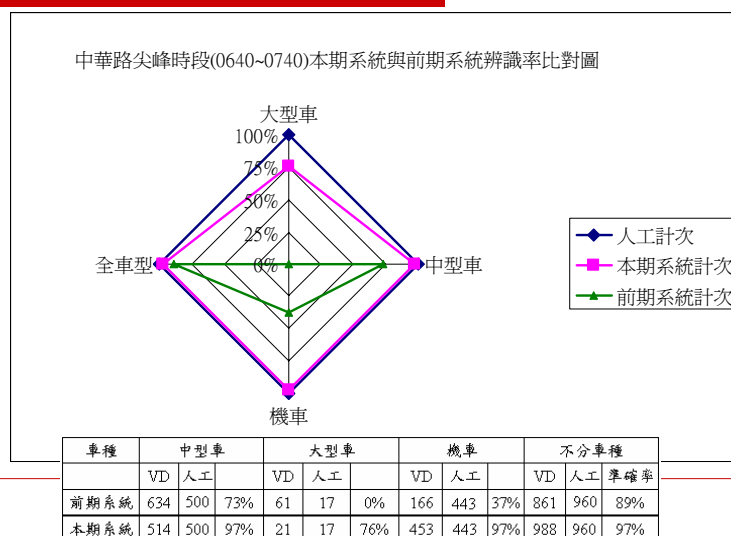 中華路尖峰時段(0640~0740)本期系統與前期系統辨識率比對圖
大型車
100%
75%
50%
25%
0%
全車型
中型車
機車
人工計次
本期系統計次
前期系統計次
車種 中型車 大型車 機車 不分車種
VD 人工 VD 人工 VD 人工 VD 人工 準確率
前期系統 634 500 73% 61 17 0% 166 443 37% 861 960 89%
本期系統 514 500 97% 21 17 76% 453 443 97% 988 960 97%